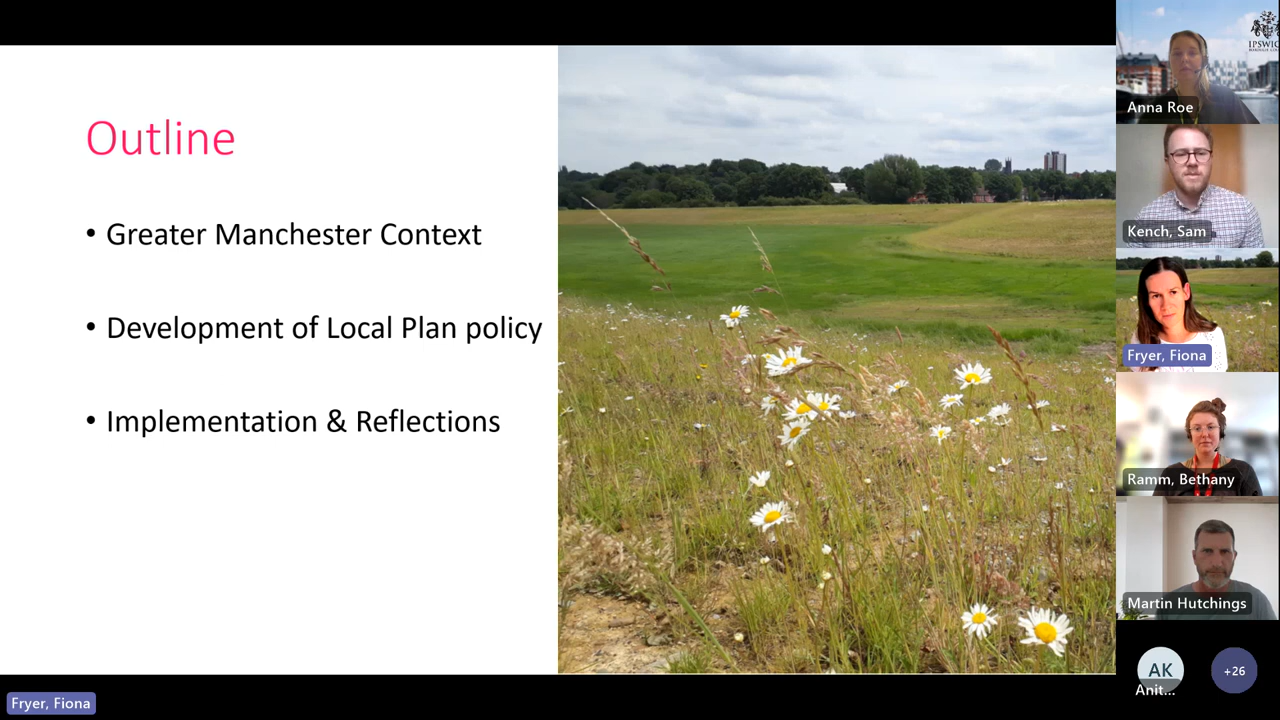 Outline
• Greater Manchester Context
• Development of Local Plan policy
• Implementation & Reflections
Anna Roe
Kench, Sam
Fryer, Fiona
Ramm, Bethany
Martin Hutchings
AK
Anit...
+26
Fryer, Fiona